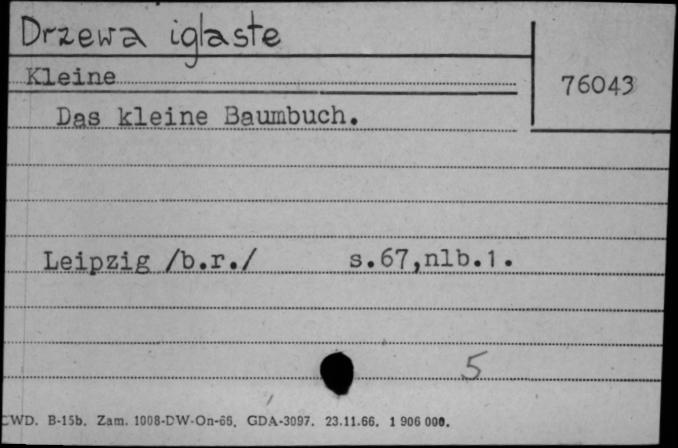 Drzewa iglaste
76043
Kleine
Das kleine Baumbuch.
Leipzig /b.r./ s.67,nlb.1.
5
CWD. B-15b. Zam. 1008-DW-On-66. GDA-3097. 23.11.66. 1 906 000.